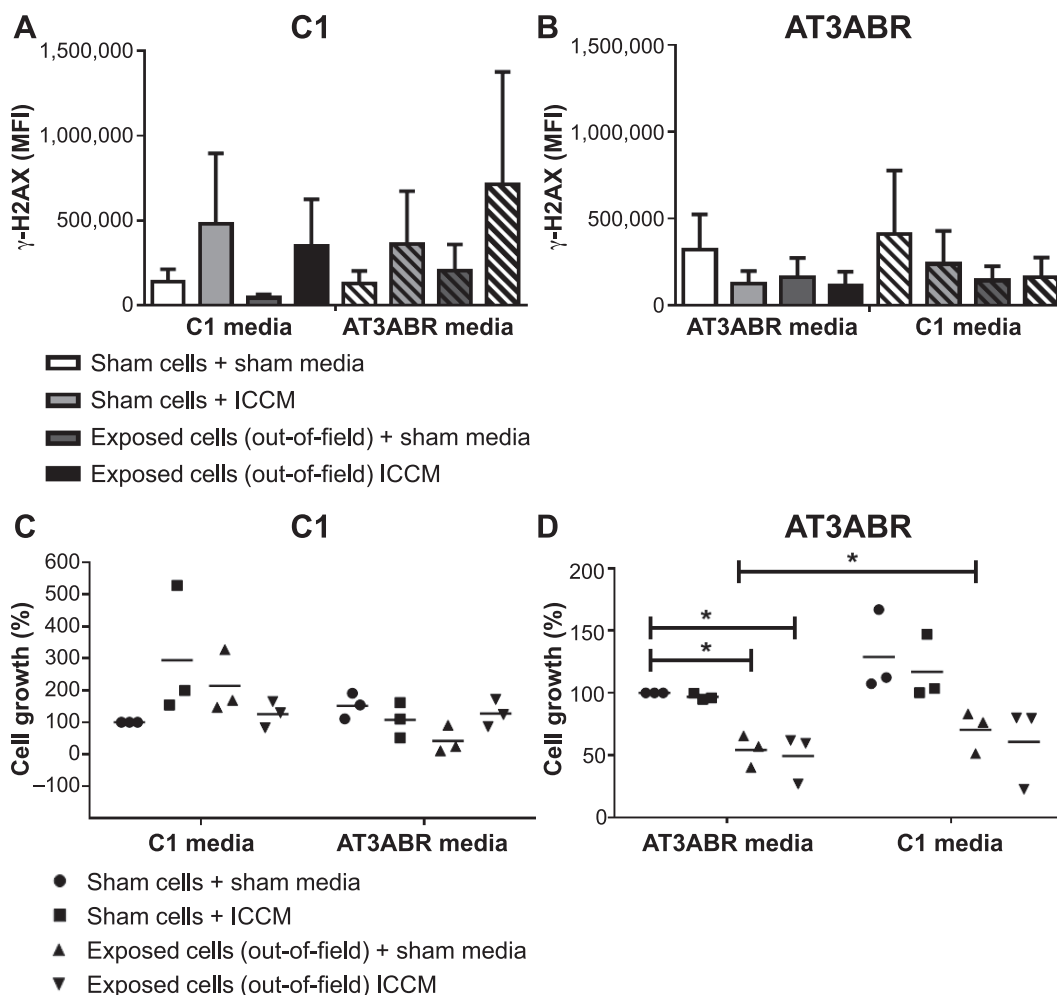 A
C1
γ-H2AX (MFI)
1,500,000
1,000,000
500,000
0
C1 media
AT3ABR media
B
AT3ABR
γ-H2AX (MFI)
1,500,000
1,000,000
500,000
0
AT3ABR media
C1 media
Sham cells + sham media
Sham cells + ICCM
Exposed cells (out-of-field) + sham media
Exposed cells (out-of-field) ICCM
C
C1
Cell growth (%)
600
500
400
300
200
100
0
–100
C1 media
AT3ABR media
D
AT3ABR
Cell growth (%)
200
150
100
50
0
*
*
*
AT3ABR media
C1 media
Sham cells + sham media
Sham cells + ICCM
Exposed cells (out-of-field) + sham media
Exposed cells (out-of-field) ICCM